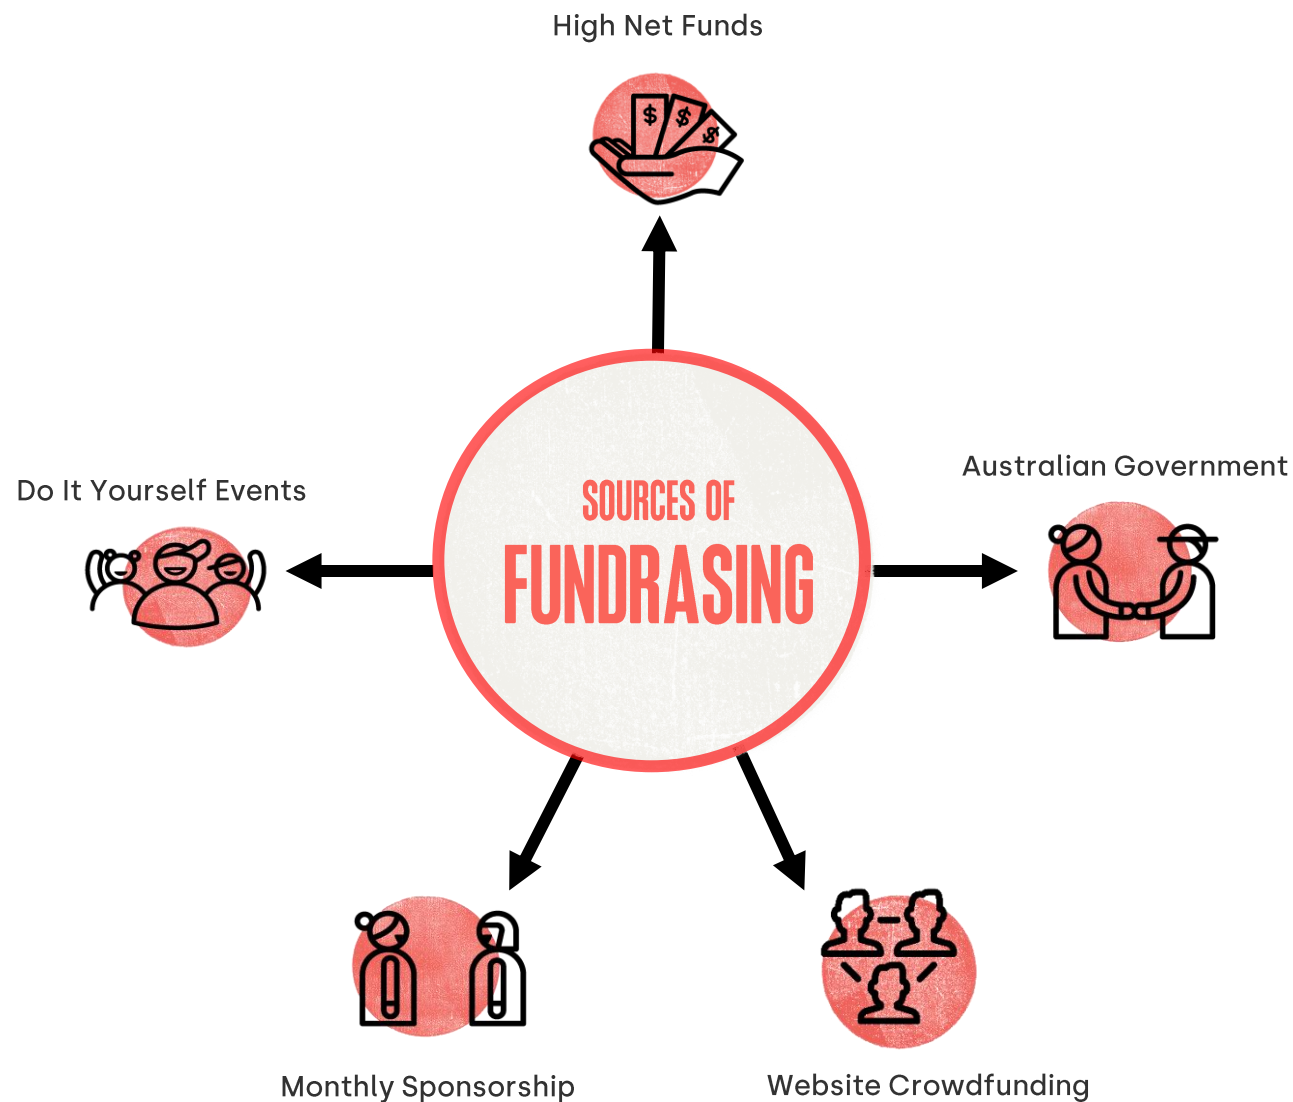 High Net Funds
$ $ $
Australian Government
Do It Yourself Events
SOURCES OF
FUNDRASING
Monthly Sponsorship
Website Crowdfunding